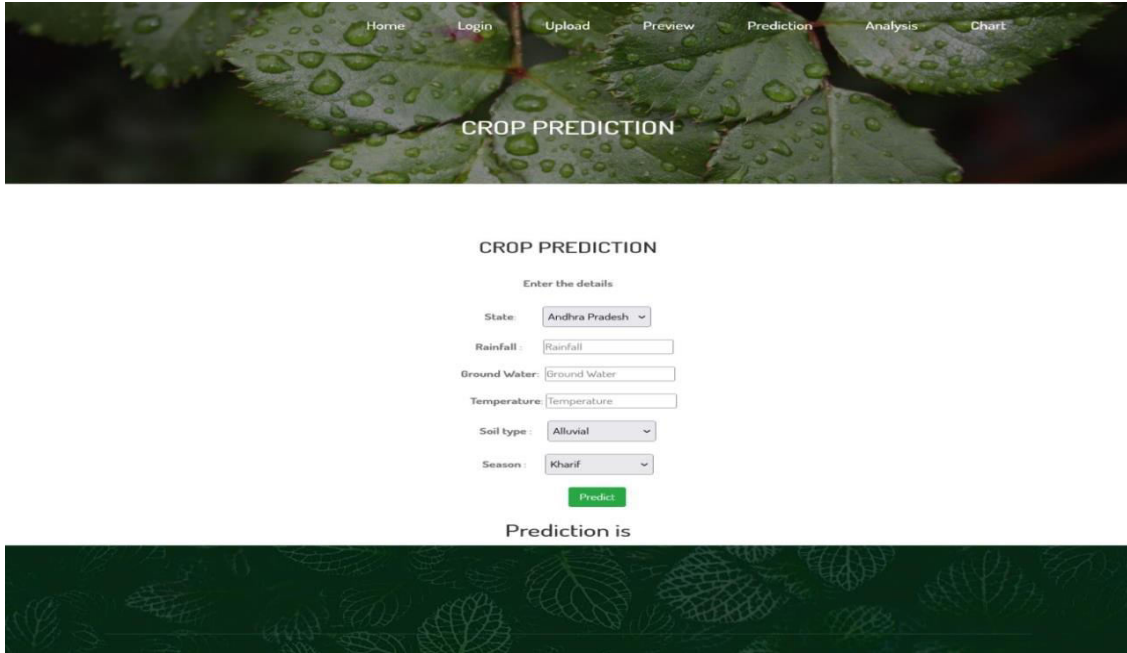 Home Login Upload Preview Prediction Analysis Chart
CROP PREDICTION
CROP PREDICTION
Enter the details
State: Andhra Pradesh
Rainfall : Rainfall
Ground Water: Ground Water
Temperature: Temperature
Soil type : Alluvial
Season : Kharif
Predict
Prediction is